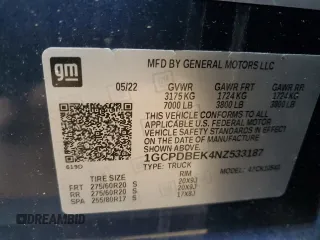 gm
MFD BY GENERAL MOTORS LLC
05/22 GVWR GAWR FRT GAWR RR
3175 KG 1724 KG 1724 KG
7000 LB 3800 LB 3800 LB
THIS VEHICLE CONFORMS TO ALL APPLICABLE
U.S. FEDERAL MOTOR VEHICLE
SAFETY STANDARDS IN EFFECT ON THE DATE OF
MANUFACTURE SHOWN ABOVE.
1GCPDBEK4NZ533187
TYPE: TRUCK MODEL:
TIRE SIZE SPEED RTG RIM
FRT 275/60R20 S 20X9J
RR 275/60R20 S 20X9J
SPA 255/80R17 S 17X8J
DREAMBID